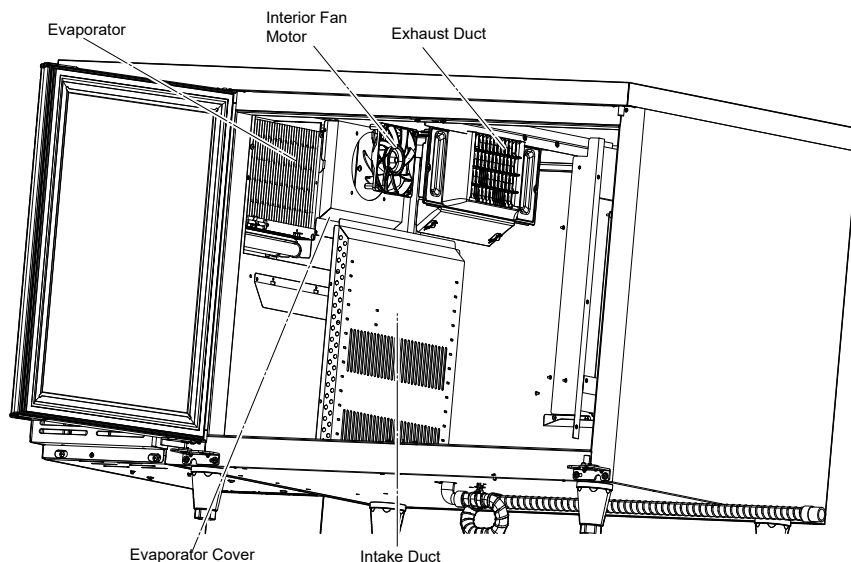 Evaporator
Interior Fan
Motor
Exhaust Duct
Evaporator Cover
Intake Duct